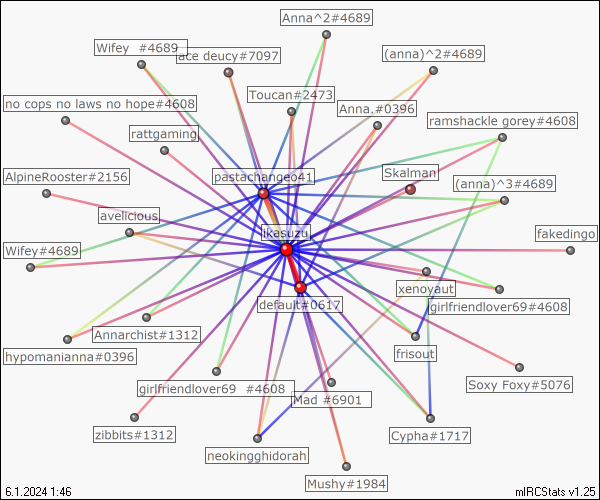 Anna^2#4689
Wifey  #4689
ace deucy#7097
(anna)^2#4689
Toucan#2473
no cops no laws no hope#4608
Anna,#0396
ramshackle gorey#4608
rattgaming
AlpineRooster#2156
pastachangeo41
Skalman
(anna)^3#4689
avelicious
ikasuzu
fakedingo
Wifey#4689
xenoyaut
default#0617
girlfriendlover69#4608
Annarchist#1312
hypomanianna#0396
frisout
girlfriendlover69  #4608
Mad #6901
Soxy Foxy#5076
zibbits#1312
Cypha#1717
neokingghidorah
Mushy#1984
6.1.2024 1:46
mIRCStats v1.25